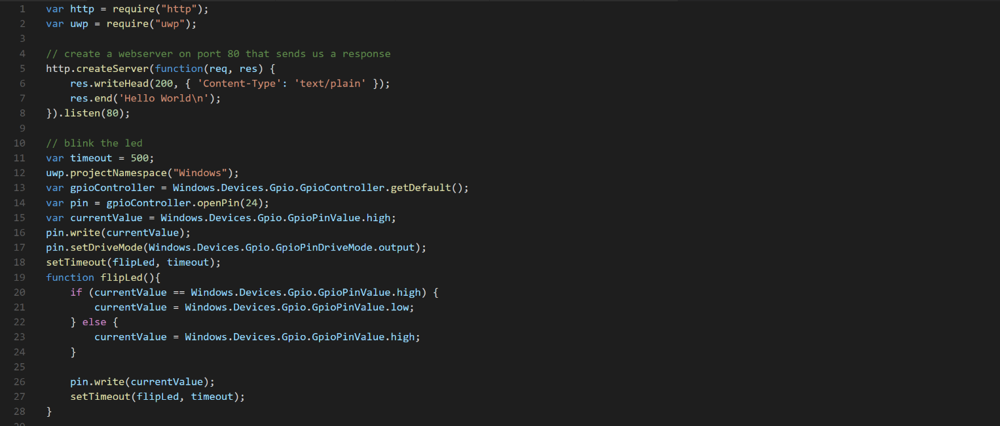 1 var http = require("http");
2 var uwp = require("uwp");
3
4 // create a webserver on port 80 that sends us a response
5 http.createServer(function(req, res) {
6     res.writeHead(200, { 'Content-Type': 'text/plain' });
7     res.end('Hello World\n');
8 }).listen(80);
9
10 // blink the led
11 var timeout = 500;
12 uwp.projectNamespace("Windows");
13 var gpioController = Windows.Devices.Gpio.GpioController.getDefault();
14 var pin = gpioController.openPin(24);
15 var currentValue = Windows.Devices.Gpio.GpioPinValue.high;
16 pin.write(currentValue);
17 pin.setDriveMode(Windows.Devices.Gpio.GpioPinDriveMode.output);
18 setTimeout(flipLed, timeout);
19 function flipLed(){
20     if (currentValue == Windows.Devices.Gpio.GpioPinValue.high) {
21         currentValue = Windows.Devices.Gpio.GpioPinValue.low;
22     } else {
23         currentValue = Windows.Devices.Gpio.GpioPinValue.high;
24     }
25
26     pin.write(currentValue);
27     setTimeout(flipLed, timeout);
28 }